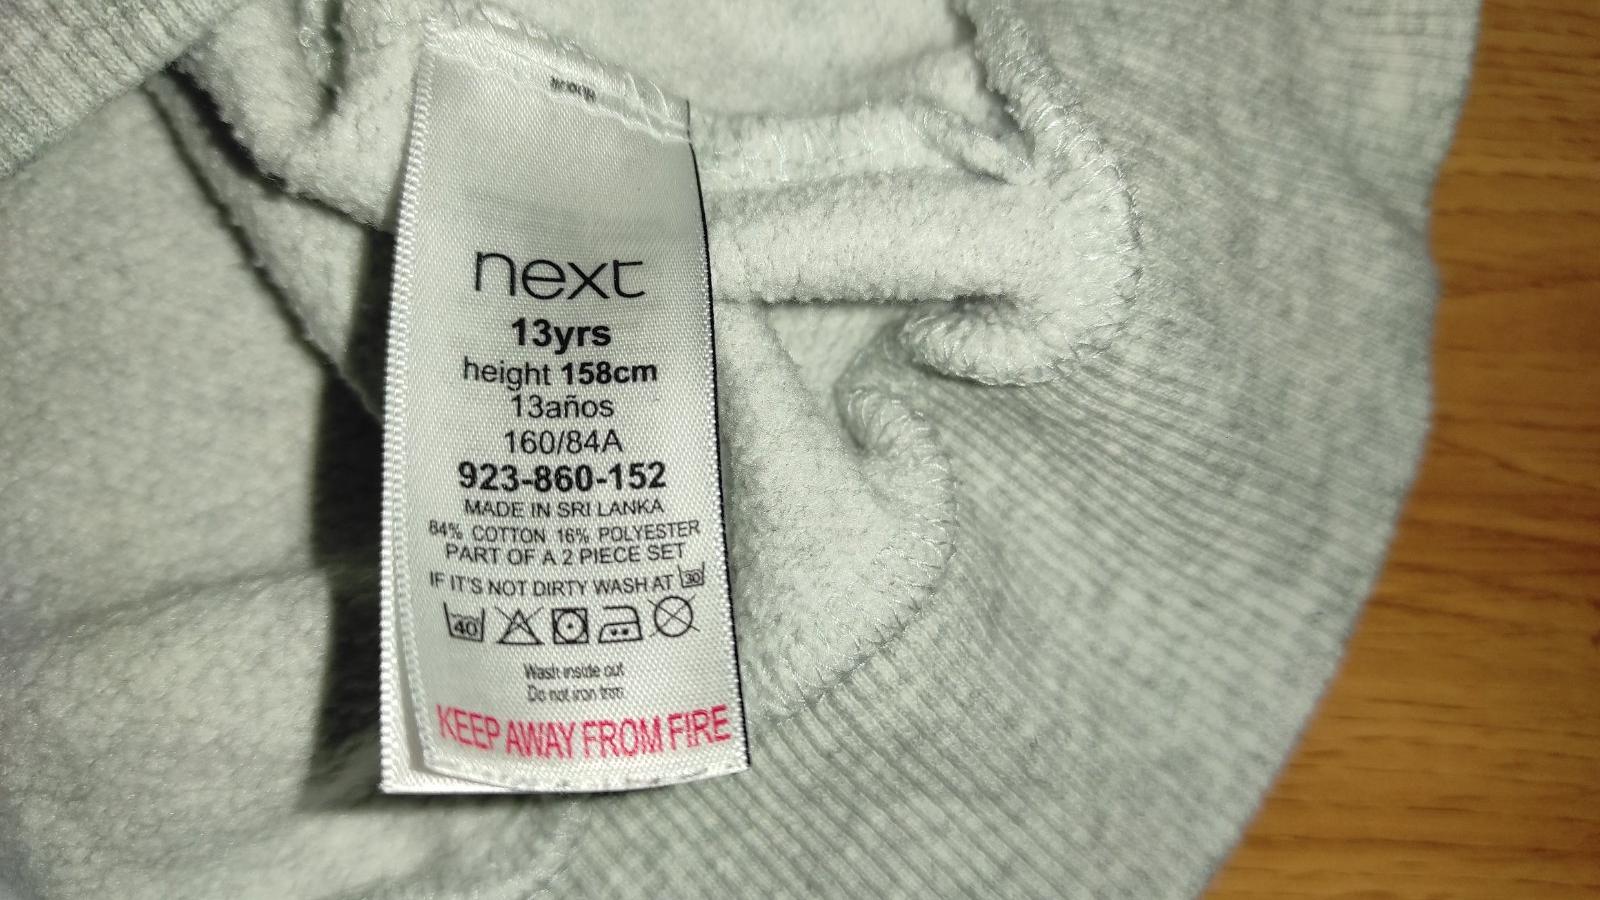 next
13yrs
height 158cm
13años
160/84A
923-860-152
MADE IN SRI LANKA
84% COTTON 16% POLYESTER
PART OF A 2 PIECE SET
IF IT'S NOT DIRTY WASH AT 30
40
Wash inside out
Do not iron trim
KEEP AWAY FROM FIRE